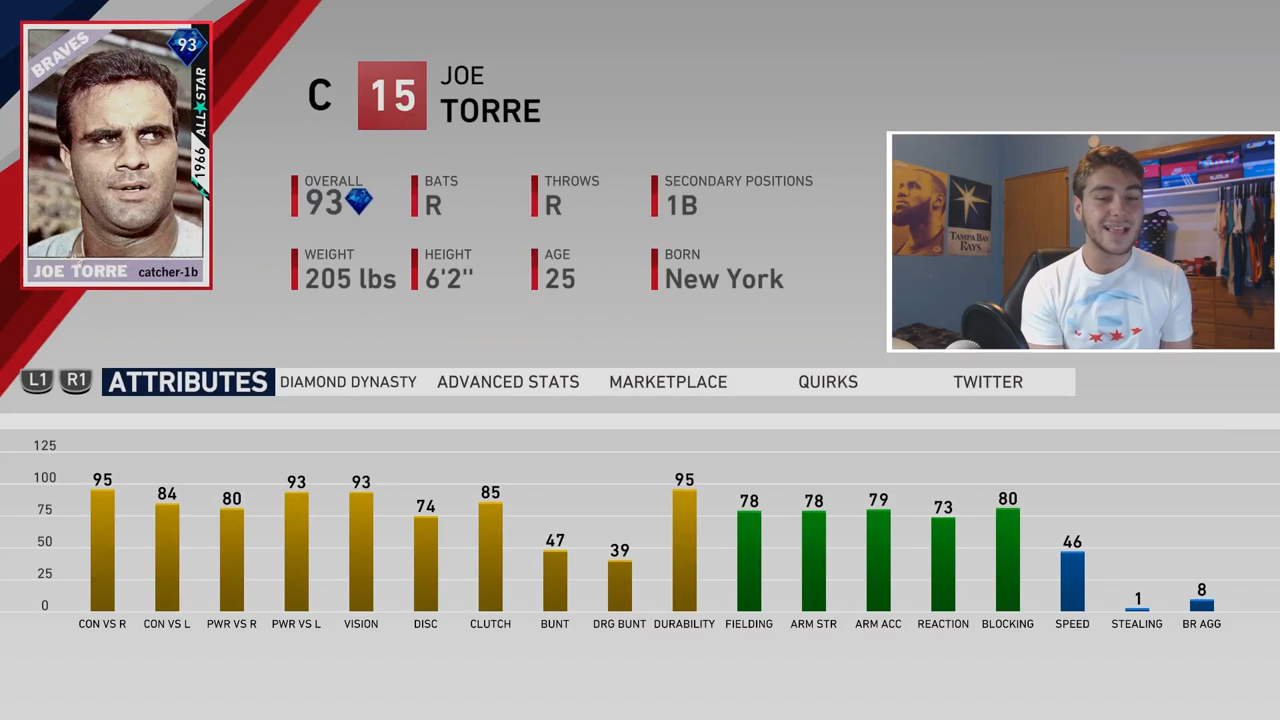 BRAVES
93
1966 ALL★STAR
JOE TORRE catcher-1b
C 15 JOE
TORRE
OVERALL BATS THROWS SECONDARY POSITIONS
93 R R 1B
WEIGHT HEIGHT AGE BORN
205 lbs 6'2" 25 New York
TAMPA BAY
RAYS
L1 R1 ATTRIBUTES DIAMOND DYNASTY ADVANCED STATS MARKETPLACE QUIRKS TWITTER
125
100
75
50
25
0
95 84 80 93 93 74 85 47 39 95 78 78 79 73 80 46 1 8
CON VS R CON VS L PWR VS R PWR VS L VISION DISC CLUTCH BUNT DRG BUNT DURABILITY FIELDING ARM STR ARM ACC REACTION BLOCKING SPEED STEALING BR AGG